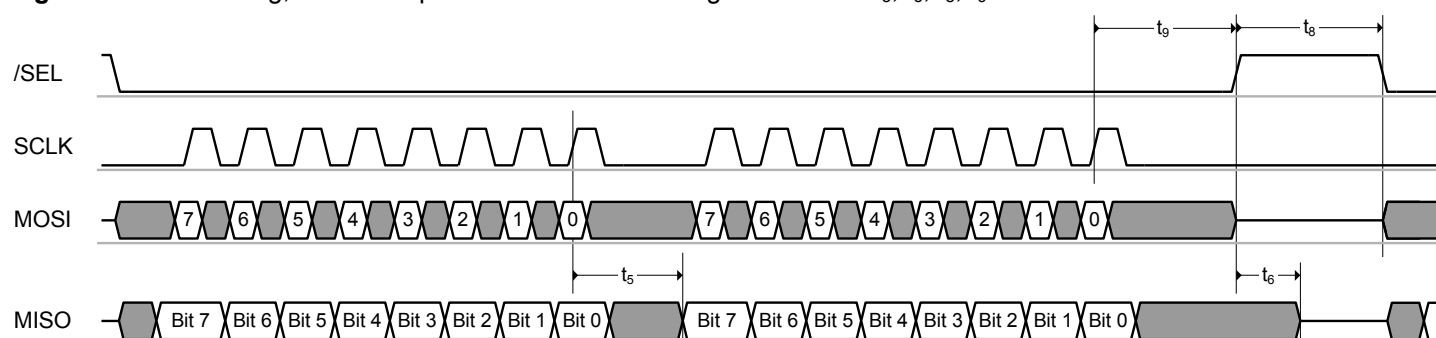 t₉ t₈
/SEL
SCLK
MOSI 7 6 5 4 3 2 1 0 7 6 5 4 3 2 1 0
t₅ t₆
MISO Bit 7 Bit 6 Bit 5 Bit 4 Bit 3 Bit 2 Bit 1 Bit 0 Bit 7 Bit 6 Bit 5 Bit 4 Bit 3 Bit 2 Bit 1 Bit 0